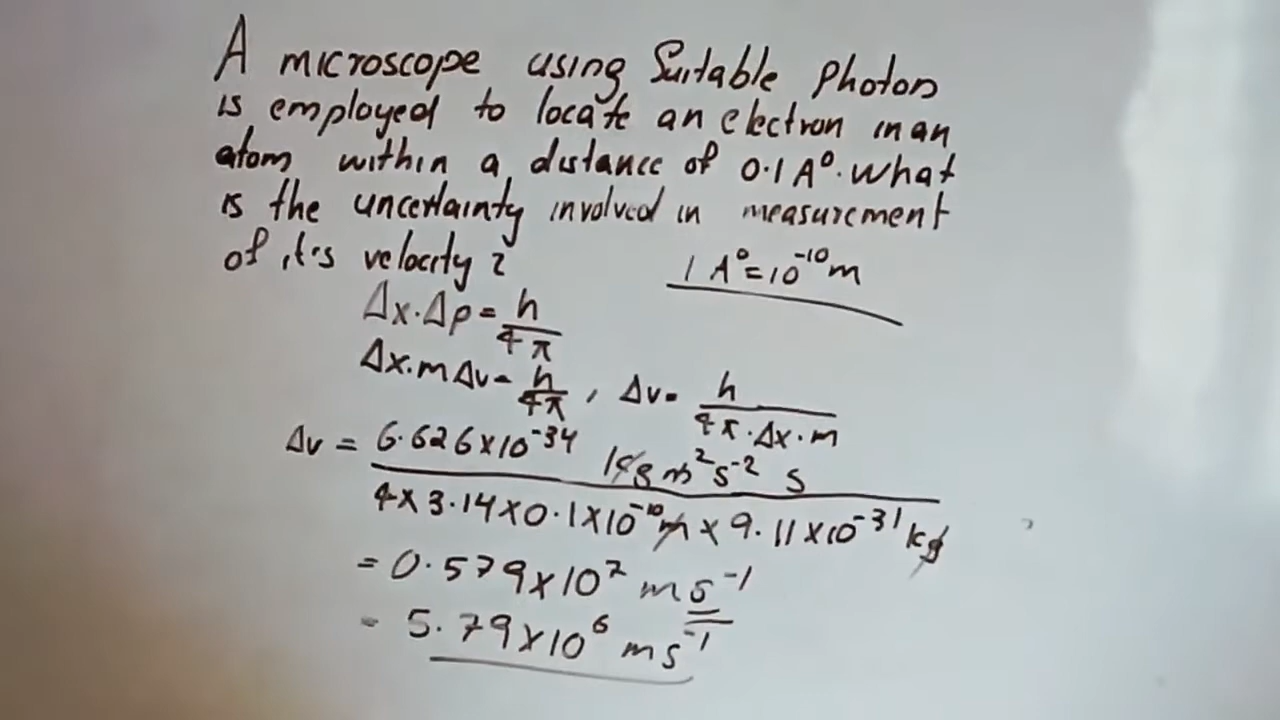 A microscope using Suitable Photon
is employed to locate an electron in an
atom within a distance of 0.1 A⁰. What
is the uncertainty involved in measurement
of it's velocity?
1 A⁰ = 10⁻¹⁰ m
Δx.Δp = h/4π
Δx.mΔv = h/4π , Δv = h/4π.Δx.m
Δv = 6.626×10⁻³⁴ kg m² s⁻² s
4×3.14×0.1×10⁻¹⁰ m × 9.11×10⁻³¹ kg
= 0.579×10⁷ ms⁻¹
= 5.79×10⁶ ms⁻¹